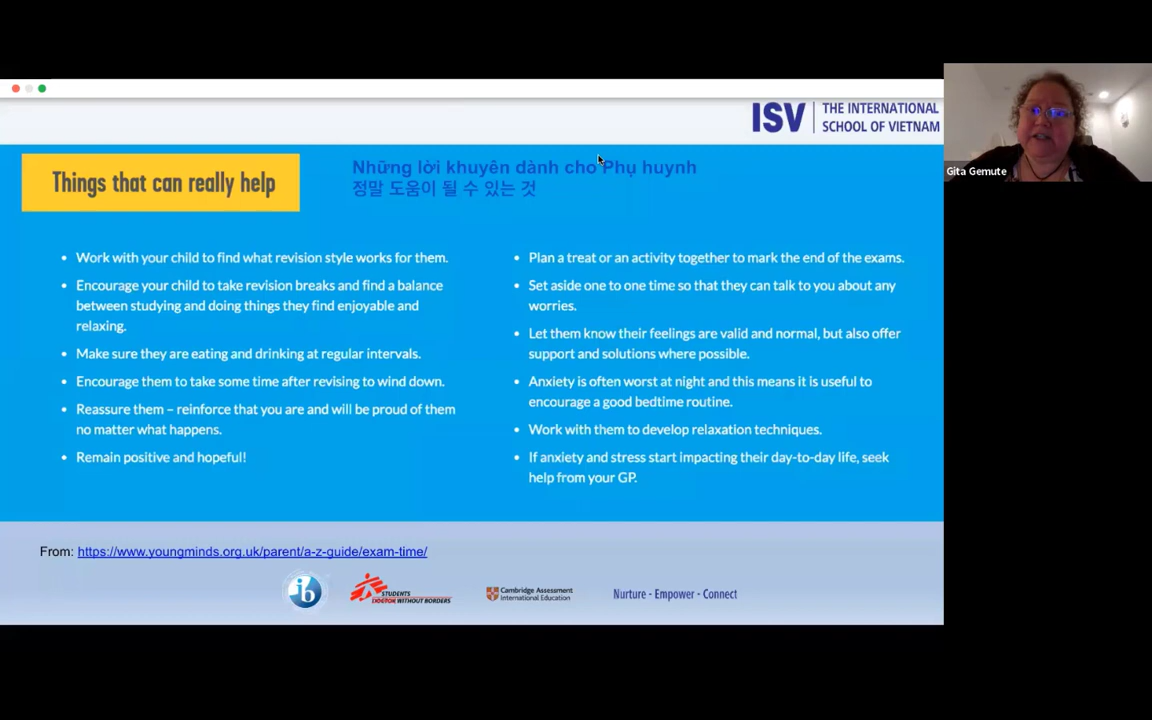 ISV
THE INTERNATIONAL
SCHOOL OF VIETNAM
Gita Gemute
Things that can really help
Những lời khuyên dành cho Phụ huynh
정말 도움이 될 수 있는 것
• Work with your child to find what revision style works for them.
• Encourage your child to take revision breaks and find a balance
between studying and doing things they find enjoyable and
relaxing.
• Make sure they are eating and drinking at regular intervals.
• Encourage them to take some time after revising to wind down.
• Reassure them – reinforce that you are and will be proud of them
no matter what happens.
• Remain positive and hopeful!
• Plan a treat or an activity together to mark the end of the exams.
• Set aside one to one time so that they can talk to you about any
worries.
• Let them know their feelings are valid and normal, but also offer
support and solutions where possible.
• Anxiety is often worst at night and this means it is useful to
encourage a good bedtime routine.
• Work with them to develop relaxation techniques.
• If anxiety and stress start impacting their day-to-day life, seek
help from your GP.
From: https://www.youngminds.org.uk/parent/a-z-guide/exam-time/
ib
STUDENTS
WITHOUT BORDERS
Cambridge Assessment
International Education
Nurture - Empower - Connect